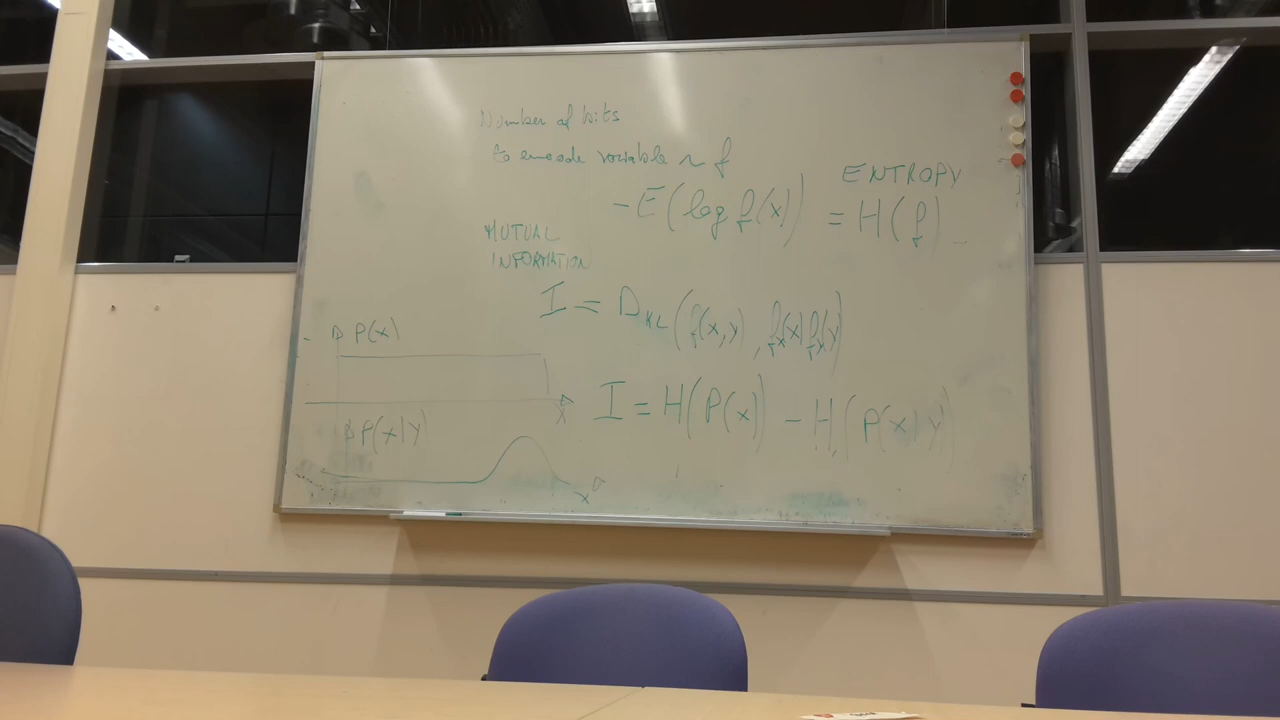 Number of bits
to encode variable ~ f
ENTROPY
-E(log f(x)) = H(f)
MUTUAL
INFORMATION
I = D_KL(f(x,y), f_x(x) f_y(y))
P(x)
x
I = H(P(x)) - H(P(x|y))
P(x|y)
x